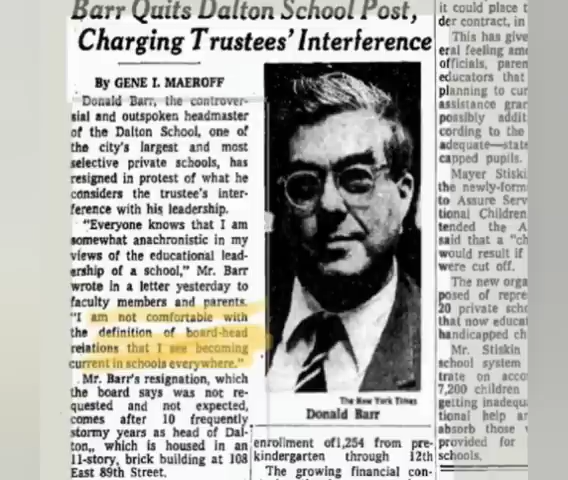 Barr Quits Dalton School Post,
Charging Trustees' Interference
By GENE I. MAEROFF
Donald Barr, the controver-
sial and outspoken headmaster
of the Dalton School, one of
the city's largest and most
selective private schools, has
resigned in protest of what he
considers the trustee's inter-
ference with his leadership.
"Everyone knows that I am
somewhat anachronistic in my
views of the educational lead-
ership of a school," Mr. Barr
wrote in a letter yesterday to
faculty members and parents.
"I am not comfortable with
the definition of board-head
relations that I see becoming
current in schools everywhere."
Mr. Barr's resignation, which
the board says was not re-
quested and not expected,
comes after 10 frequently
stormy years as head of Dal-
ton,, which is housed in an
11-story, brick building at 108
East 89th Street.
The New York Times
Donald Barr
enrollment of1,254 from pre-
kindergarten through 12th
The growing financial con-
it could place t
der contract, in
This has give
eral feeling amo
officials, paren
educators that
planning to cur
assistance gran
possibly addit
cording to the
adequate—state
capped pupils.
Mayer Stiski
the newly-form
to Assure Serv
tional Children
tended the A
said that a "ch
would result if
were cut off.
The new orga
posed of repre
20 private scho
that now educat
handicapped ch
Mr. Stiskin
school system
trate on acco
7,200 children
getting inadequ
tional help ar
absorb those
provided for
schools.